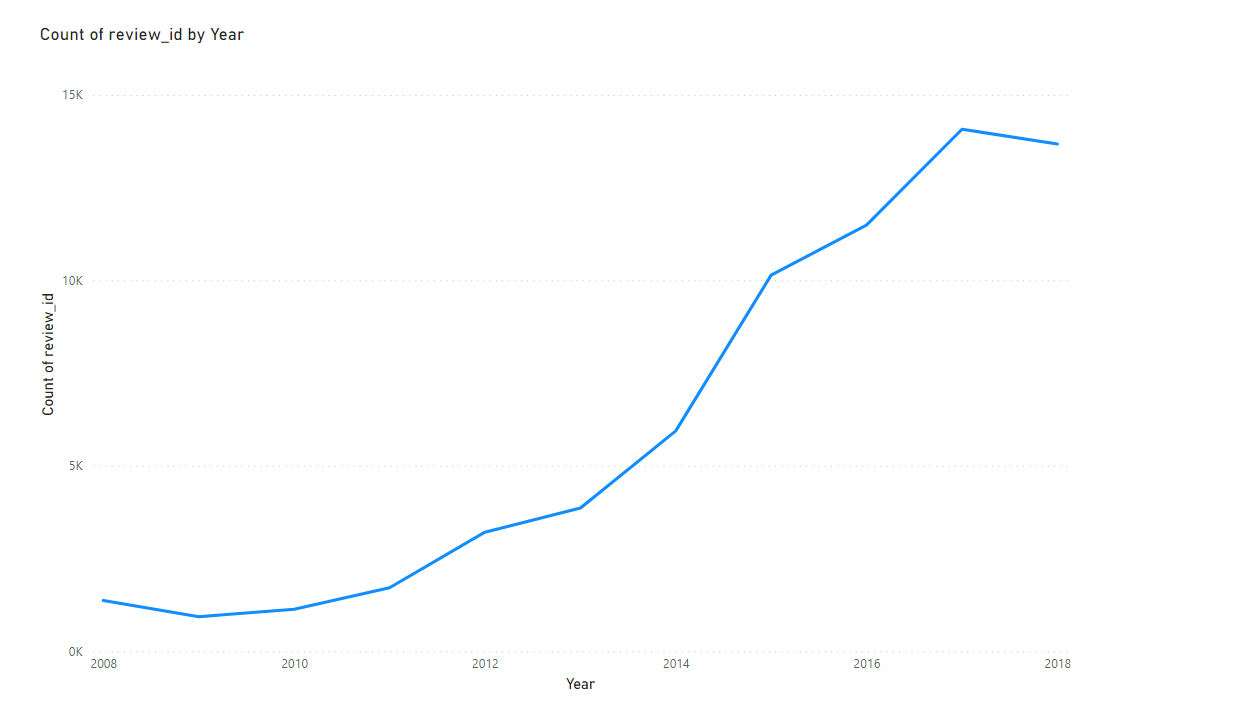 Count of review_id by Year
15K
10K
5K
0K
Count of review_id
2008 2010 2012 2014 2016 2018
Year